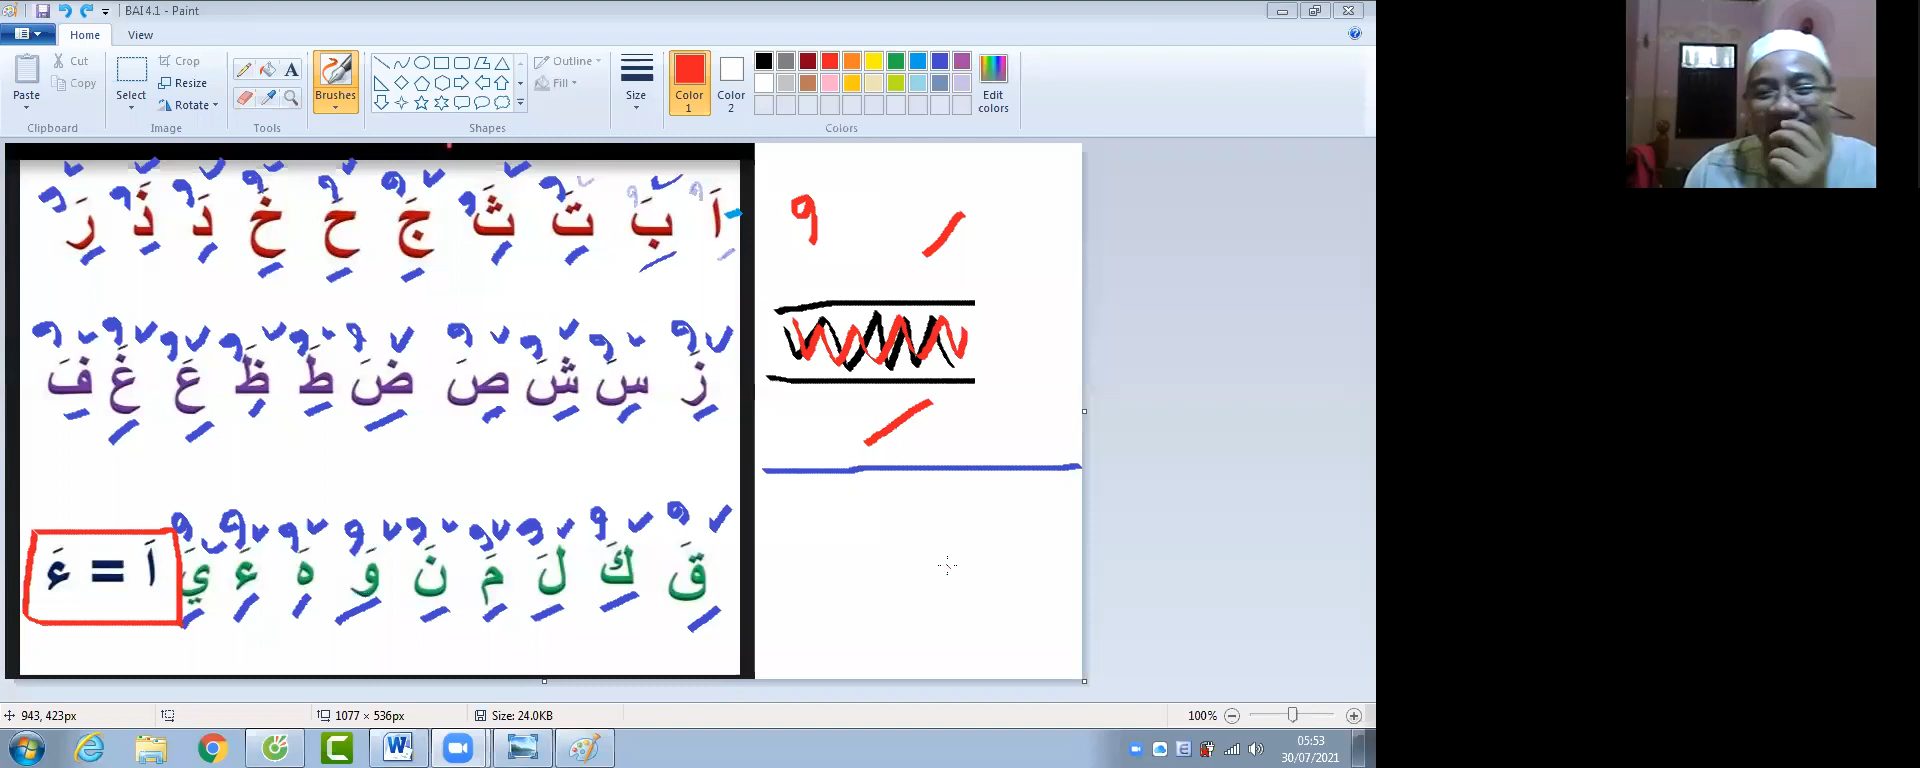 BAI 4.1 - Paint
Home View
Paste Cut Copy Select Crop Resize Rotate Brushes Outline Fill Size Color 1 Color 2 Edit colors
Clipboard Image Tools Shapes Colors
اَ بَ تَ ثَ جَ حَ خَ دَ ذَ رَ
زَ سَ شَ صَ ضَ طَ ظَ عَ غَ فَ
قَ كَ لَ مَ نَ وَ هَ ءَ يَ
اَ = ءَ
943, 423px 1077 × 536px Size: 24.0KB 100%
05:53
30/07/2021